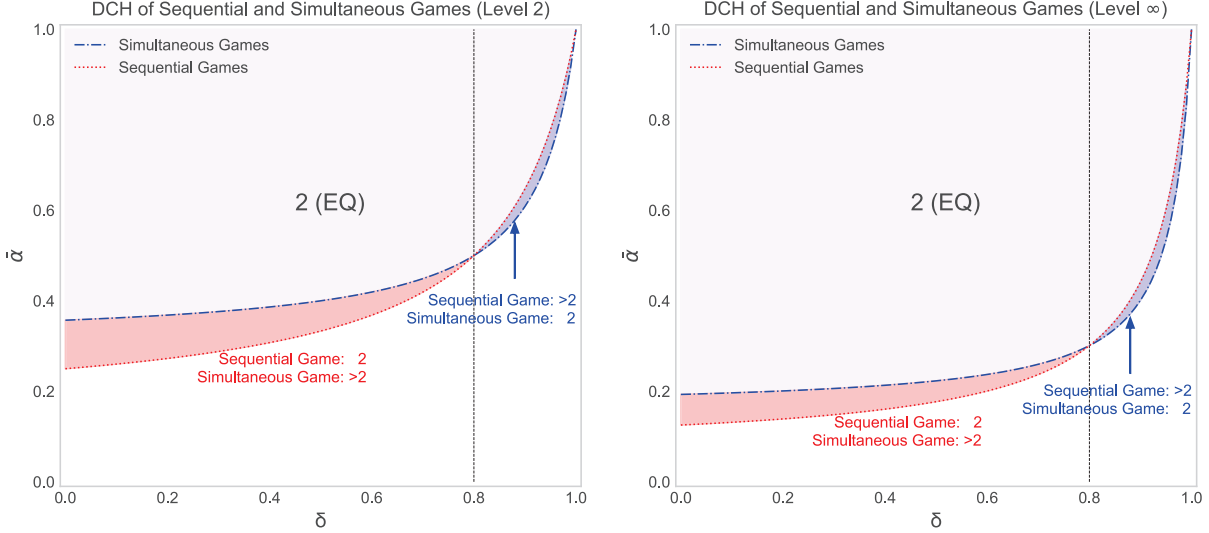 DCH of Sequential and Simultaneous Games (Level 2)
1.0
0.8
0.6
0.4
0.2
0.0
ᾱ
Simultaneous Games
Sequential Games
2 (EQ)
Sequential Game: >2
Simultaneous Game: 2
Sequential Game: 2
Simultaneous Game: >2
0.0 0.2 0.4 0.6 0.8 1.0
δ
DCH of Sequential and Simultaneous Games (Level ∞)
1.0
0.8
0.6
0.4
0.2
0.0
ᾱ
Simultaneous Games
Sequential Games
2 (EQ)
Sequential Game: >2
Simultaneous Game: 2
Sequential Game: 2
Simultaneous Game: >2
0.0 0.2 0.4 0.6 0.8 1.0
δ